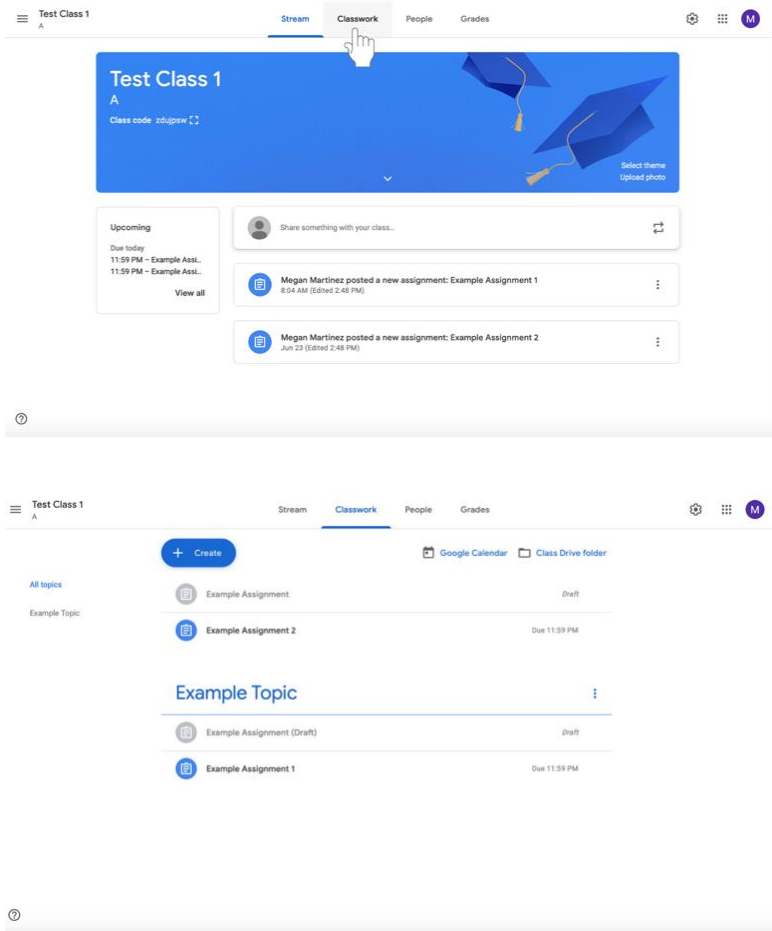 Test Class 1
A
Stream Classwork People Grades
M
Test Class 1
A
Class code zdujpsw
Select theme
Upload photo
Upcoming
Due today
11:59 PM – Example Assi...
11:59 PM – Example Assi...
View all
Share something with your class...
Megan Martinez posted a new assignment: Example Assignment 1
8:04 AM (Edited 2:48 PM)
Megan Martinez posted a new assignment: Example Assignment 2
Jun 23 (Edited 2:48 PM)
Test Class 1
A
Stream Classwork People Grades
M
Create
Google Calendar Class Drive folder
All topics
Example Topic
Example Assignment Draft
Example Assignment 2 Due 11:59 PM
Example Topic
Example Assignment (Draft) Draft
Example Assignment 1 Due 11:59 PM